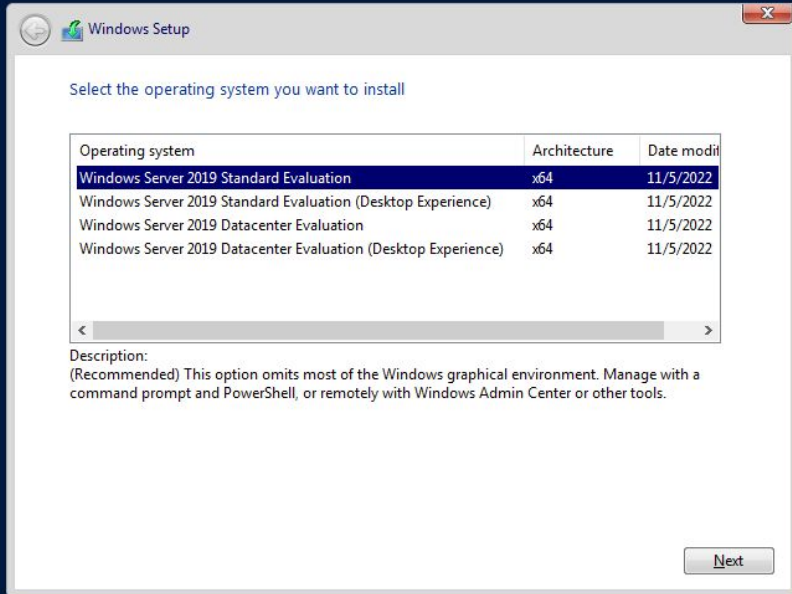 Windows Setup
Select the operating system you want to install
Operating system Architecture Date modif
Windows Server 2019 Standard Evaluation x64 11/5/2022
Windows Server 2019 Standard Evaluation (Desktop Experience) x64 11/5/2022
Windows Server 2019 Datacenter Evaluation x64 11/5/2022
Windows Server 2019 Datacenter Evaluation (Desktop Experience) x64 11/5/2022
Description:
(Recommended) This option omits most of the Windows graphical environment. Manage with a
command prompt and PowerShell, or remotely with Windows Admin Center or other tools.
Next